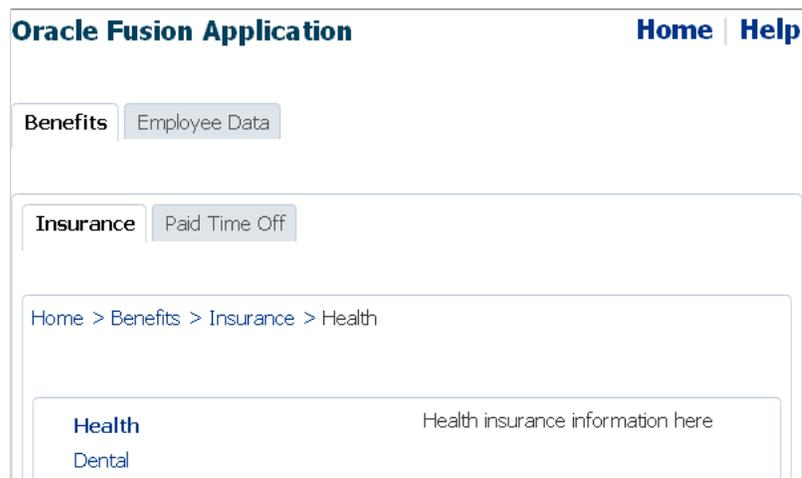 Oracle Fusion Application Home | Help
Benefits Employee Data
Insurance Paid Time Off
Home > Benefits > Insurance > Health
Health Health insurance information here
Dental